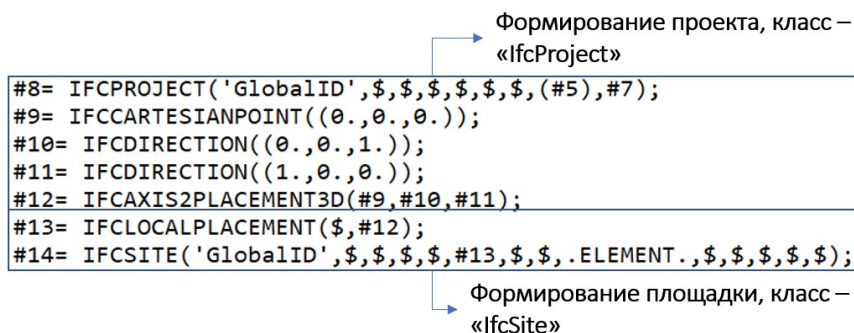 Формирование проекта, класс –
«IfcProject»
#8= IFCPROJECT('GlobalID',$,$,$,$,$,$,(#5),#7);
#9= IFCCARTESIANPOINT((0.,0.,0.));
#10= IFCDIRECTION((0.,0.,1.));
#11= IFCDIRECTION((1.,0.,0.));
#12= IFCAXIS2PLACEMENT3D(#9,#10,#11);
#13= IFCLOCALPLACEMENT($,#12);
#14= IFCSITE('GlobalID',$,$,$,$,#13,$,$,.ELEMENT.,$,$,$,$,$);
Формирование площадки, класс –
«IfcSite»